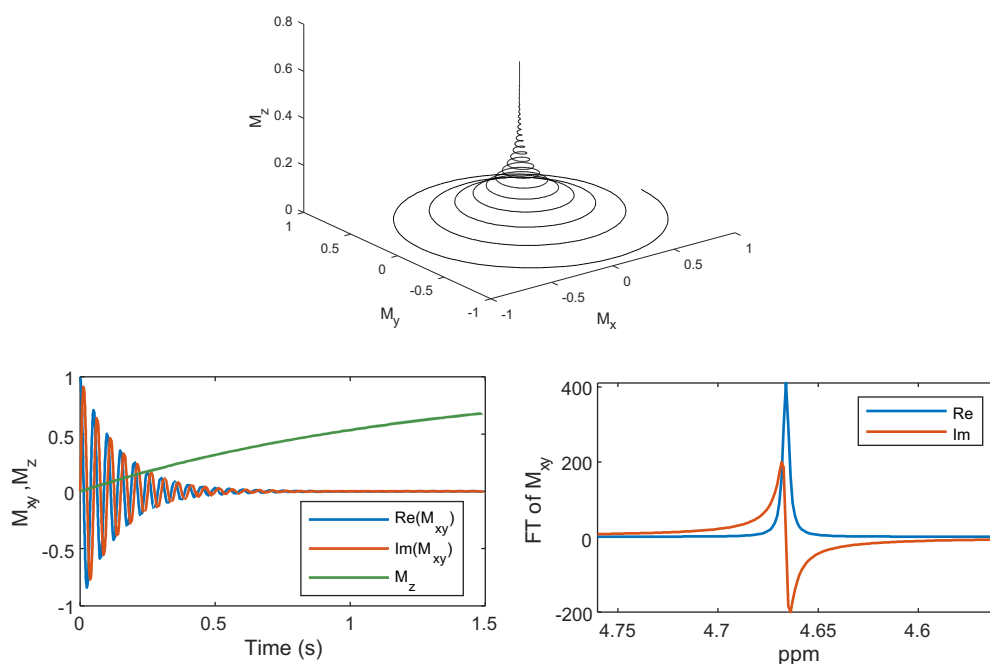 0.8
0.6
0.4
0.2
0
M_z
1
0.5
0
-0.5
-1
M_y
-1
-0.5
0
0.5
1
M_x
1
0.5
0
-0.5
-1
M_xy, M_z
0 0.5 1 1.5
Time (s)
Re(M_xy)
Im(M_xy)
M_z
400
200
0
-200
FT of M_xy
4.75 4.7 4.65 4.6
ppm
Re
Im